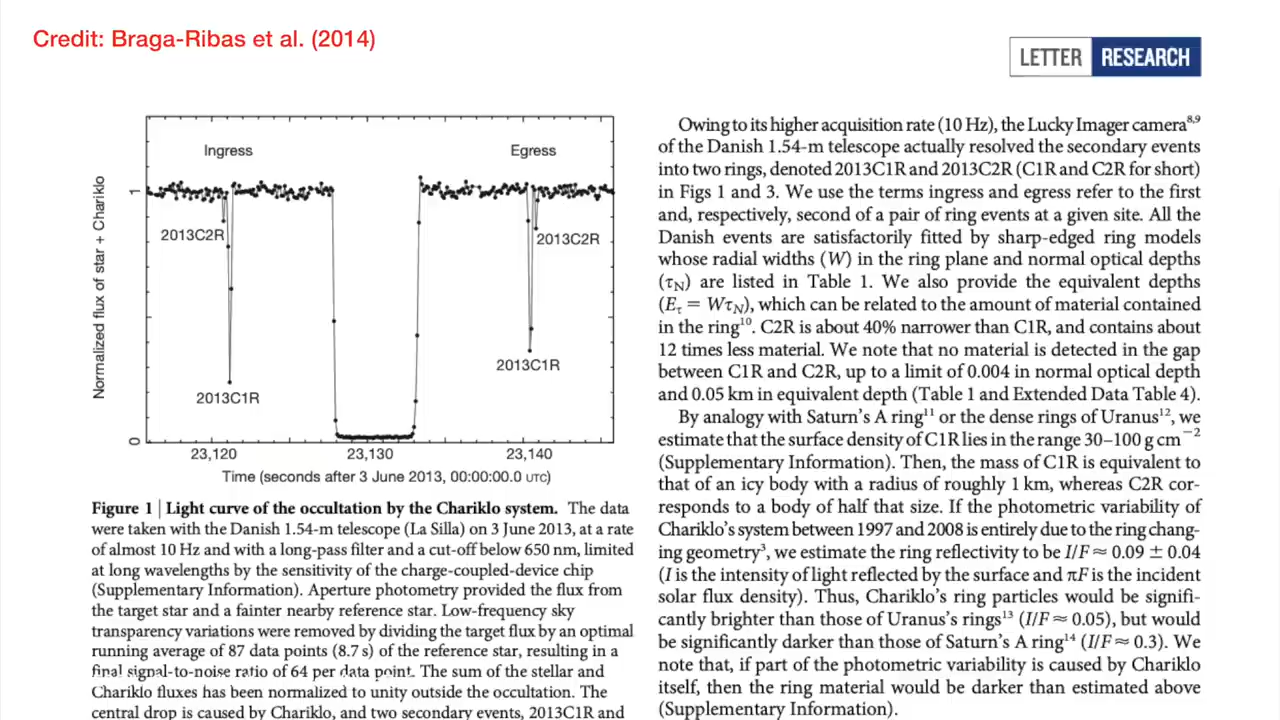 Credit: Braga-Ribas et al. (2014)
LETTER RESEARCH
Normalized flux of star + Chariklo
1
0
Ingress
Egress
2013C2R
2013C2R
2013C1R
2013C1R
23,120
23,130
23,140
Time (seconds after 3 June 2013, 00:00:00.0 UTC)
Figure 1 | Light curve of the occultation by the Chariklo system. The data
were taken with the Danish 1.54-m telescope (La Silla) on 3 June 2013, at a rate
of almost 10 Hz and with a long-pass filter and a cut-off below 650 nm, limited
at long wavelengths by the sensitivity of the charge-coupled-device chip
(Supplementary Information). Aperture photometry provided the flux from
the target star and a fainter nearby reference star. Low-frequency sky
transparency variations were removed by dividing the target flux by an optimal
running average of 87 data points (8.7 s) of the reference star, resulting in a
final signal-to-noise ratio of 64 per data point. The sum of the stellar and
Chariklo fluxes has been normalized to unity outside the occultation. The
central drop is caused by Chariklo, and two secondary events, 2013C1R and
Owing to its higher acquisition rate (10 Hz), the Lucky Imager camera⁸,⁹
of the Danish 1.54-m telescope actually resolved the secondary events
into two rings, denoted 2013C1R and 2013C2R (C1R and C2R for short)
in Figs 1 and 3. We use the terms ingress and egress refer to the first
and, respectively, second of a pair of ring events at a given site. All the
Danish events are satisfactorily fitted by sharp-edged ring models
whose radial widths (W) in the ring plane and normal optical depths
(τN) are listed in Table 1. We also provide the equivalent depths
(Eτ = WτN), which can be related to the amount of material contained
in the ring¹⁰. C2R is about 40% narrower than C1R, and contains about
12 times less material. We note that no material is detected in the gap
between C1R and C2R, up to a limit of 0.004 in normal optical depth
and 0.05 km in equivalent depth (Table 1 and Extended Data Table 4).
By analogy with Saturn's A ring¹¹ or the dense rings of Uranus¹², we
estimate that the surface density of C1R lies in the range 30–100 g cm⁻²
(Supplementary Information). Then, the mass of C1R is equivalent to
that of an icy body with a radius of roughly 1 km, whereas C2R cor-
responds to a body of half that size. If the photometric variability of
Chariklo's system between 1997 and 2008 is entirely due to the ring chang-
ing geometry³, we estimate the ring reflectivity to be I/F ≈ 0.09 ± 0.04
(I is the intensity of light reflected by the surface and πF is the incident
solar flux density). Thus, Chariklo's ring particles would be signifi-
cantly brighter than those of Uranus's rings¹³ (I/F ≈ 0.05), but would
be significantly darker than those of Saturn's A ring¹⁴ (I/F ≈ 0.3). We
note that, if part of the photometric variability is caused by Chariklo
itself, then the ring material would be darker than estimated above
(Supplementary Information).